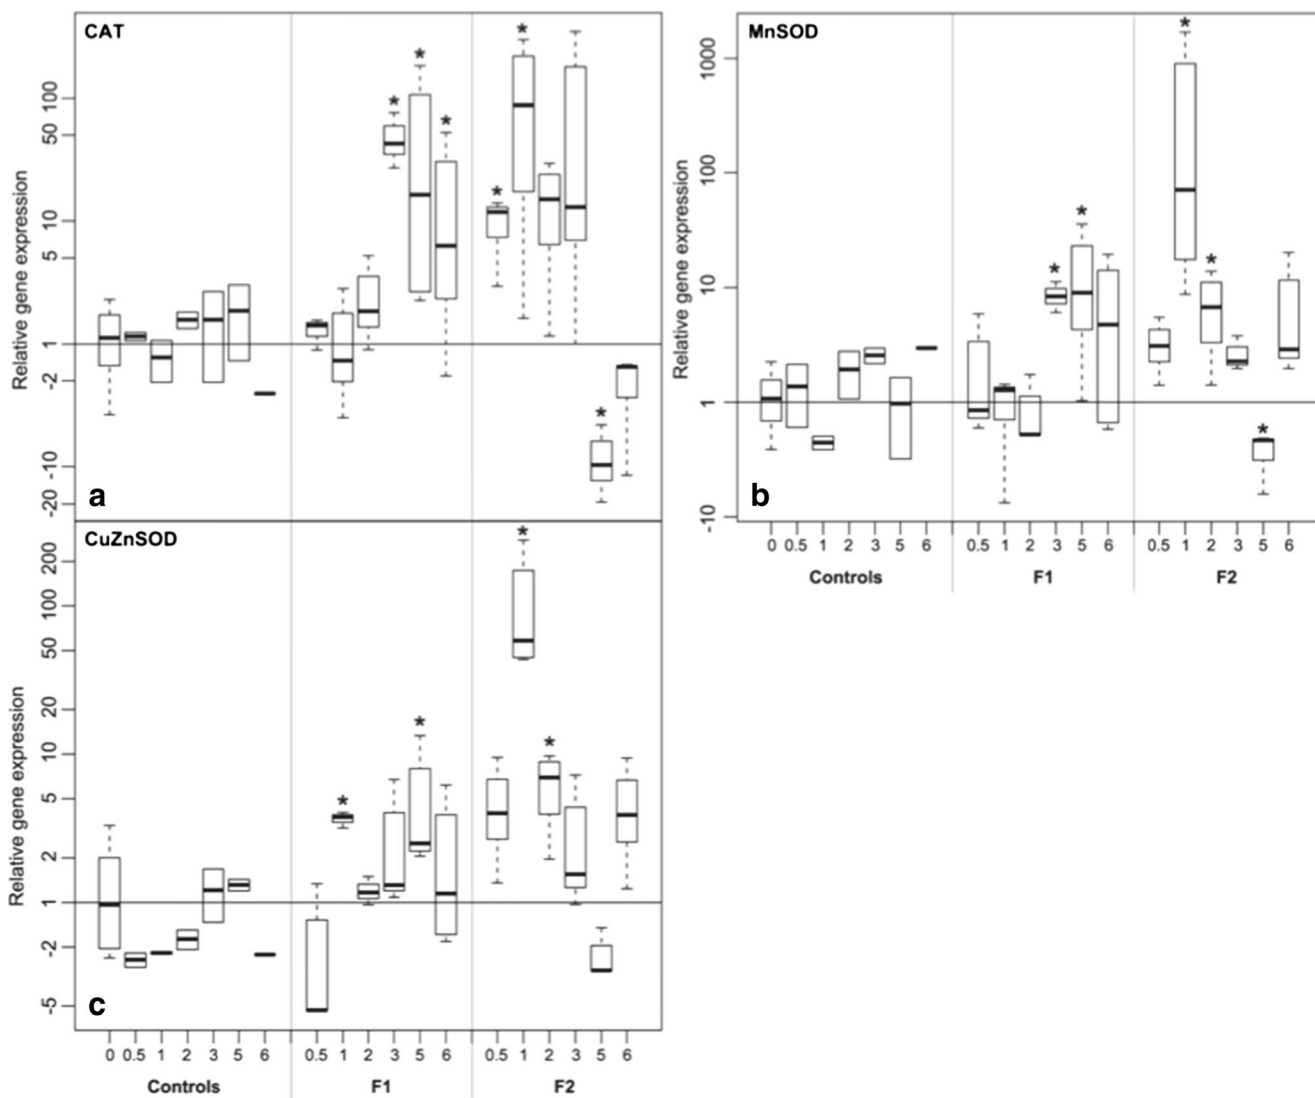 CAT
Relative gene expression
100
50
10
5
1
-2
-10
-20
* * * * * *
a
MnSOD
Relative gene expression
1000
100
10
1
-10
* * * * *
b
0 0.5 1 2 3 5 6 0.5 1 2 3 5 6 0.5 1 2 3 5 6
Controls F1 F2
CuZnSOD
Relative gene expression
200
100
50
20
10
5
2
1
-2
-5
* * * *
c
0 0.5 1 2 3 5 6 0.5 1 2 3 5 6 0.5 1 2 3 5 6
Controls F1 F2